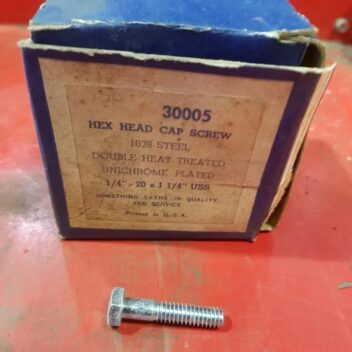 30005
HEX HEAD CAP SCREW
1038 STEEL
DOUBLE HEAT TREATED
UNICHROME PLATED
1/4" - 20 x 1 1/4" USS
SOMETHING EXTRA IN QUALITY
AND SERVICE
Printed in U. S. A.